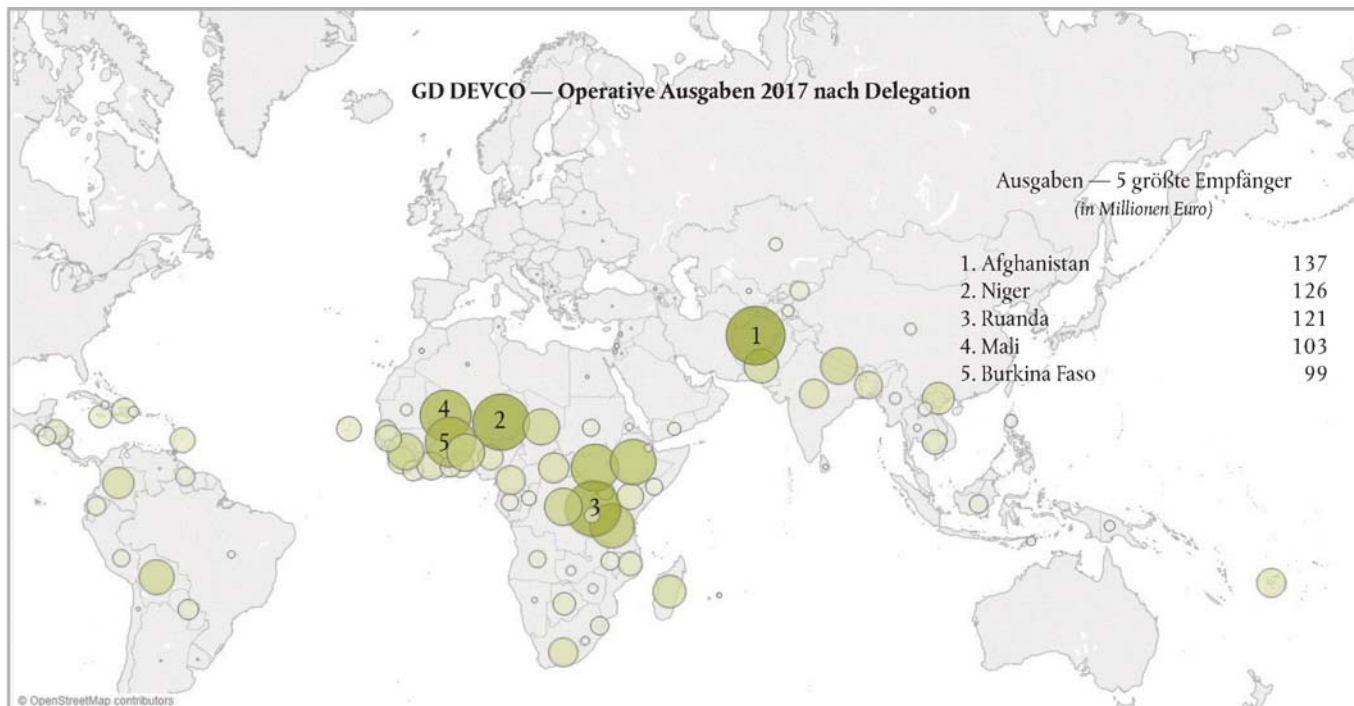 GD DEVCO — Operative Ausgaben 2017 nach Delegation
Ausgaben — 5 größte Empfänger
(in Millionen Euro)
1. Afghanistan 137
2. Niger 126
3. Ruanda 121
4. Mali 103
5. Burkina Faso 99
1
4
2
5
3
© OpenStreetMap contributors